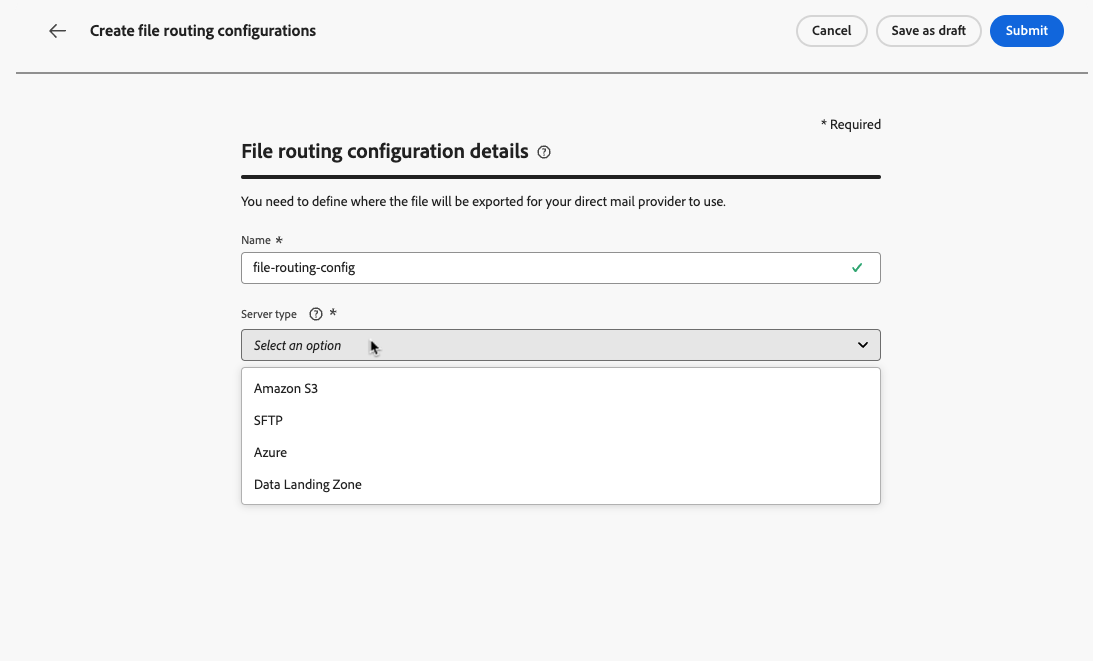 Create file routing configurations
Cancel
Save as draft
Submit
* Required
File routing configuration details
You need to define where the file will be exported for your direct mail provider to use.
Name *
file-routing-config
Server type *
Select an option
Amazon S3
SFTP
Azure
Data Landing Zone